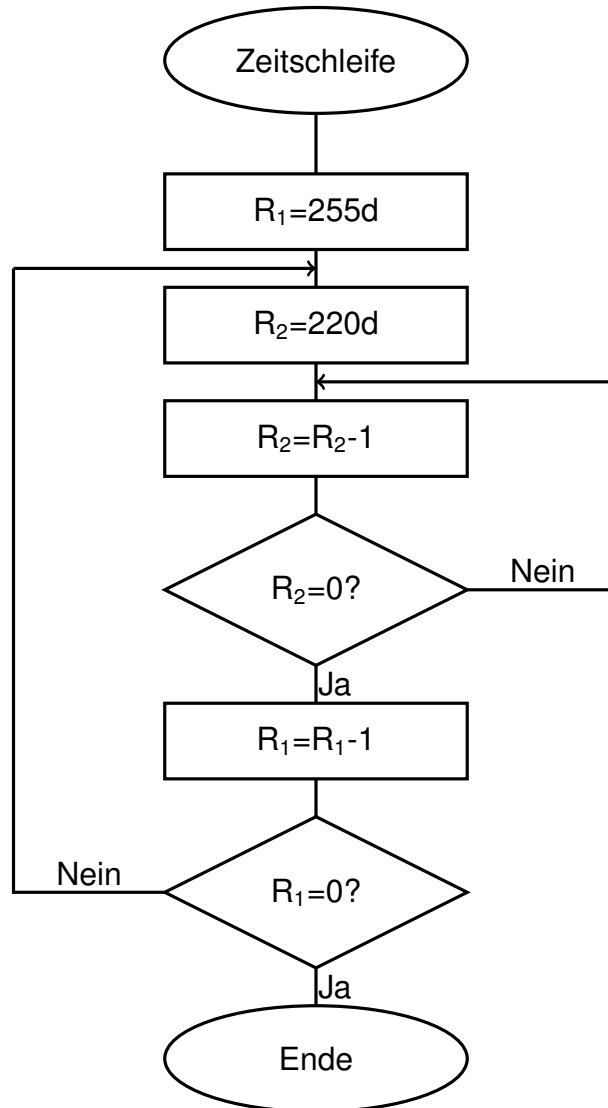 Zeitschleife
R₁=255d
R₂=220d
R₂=R₂-1
R₂=0?
Nein
Ja
R₁=R₁-1
Nein
R₁=0?
Ja
Ende